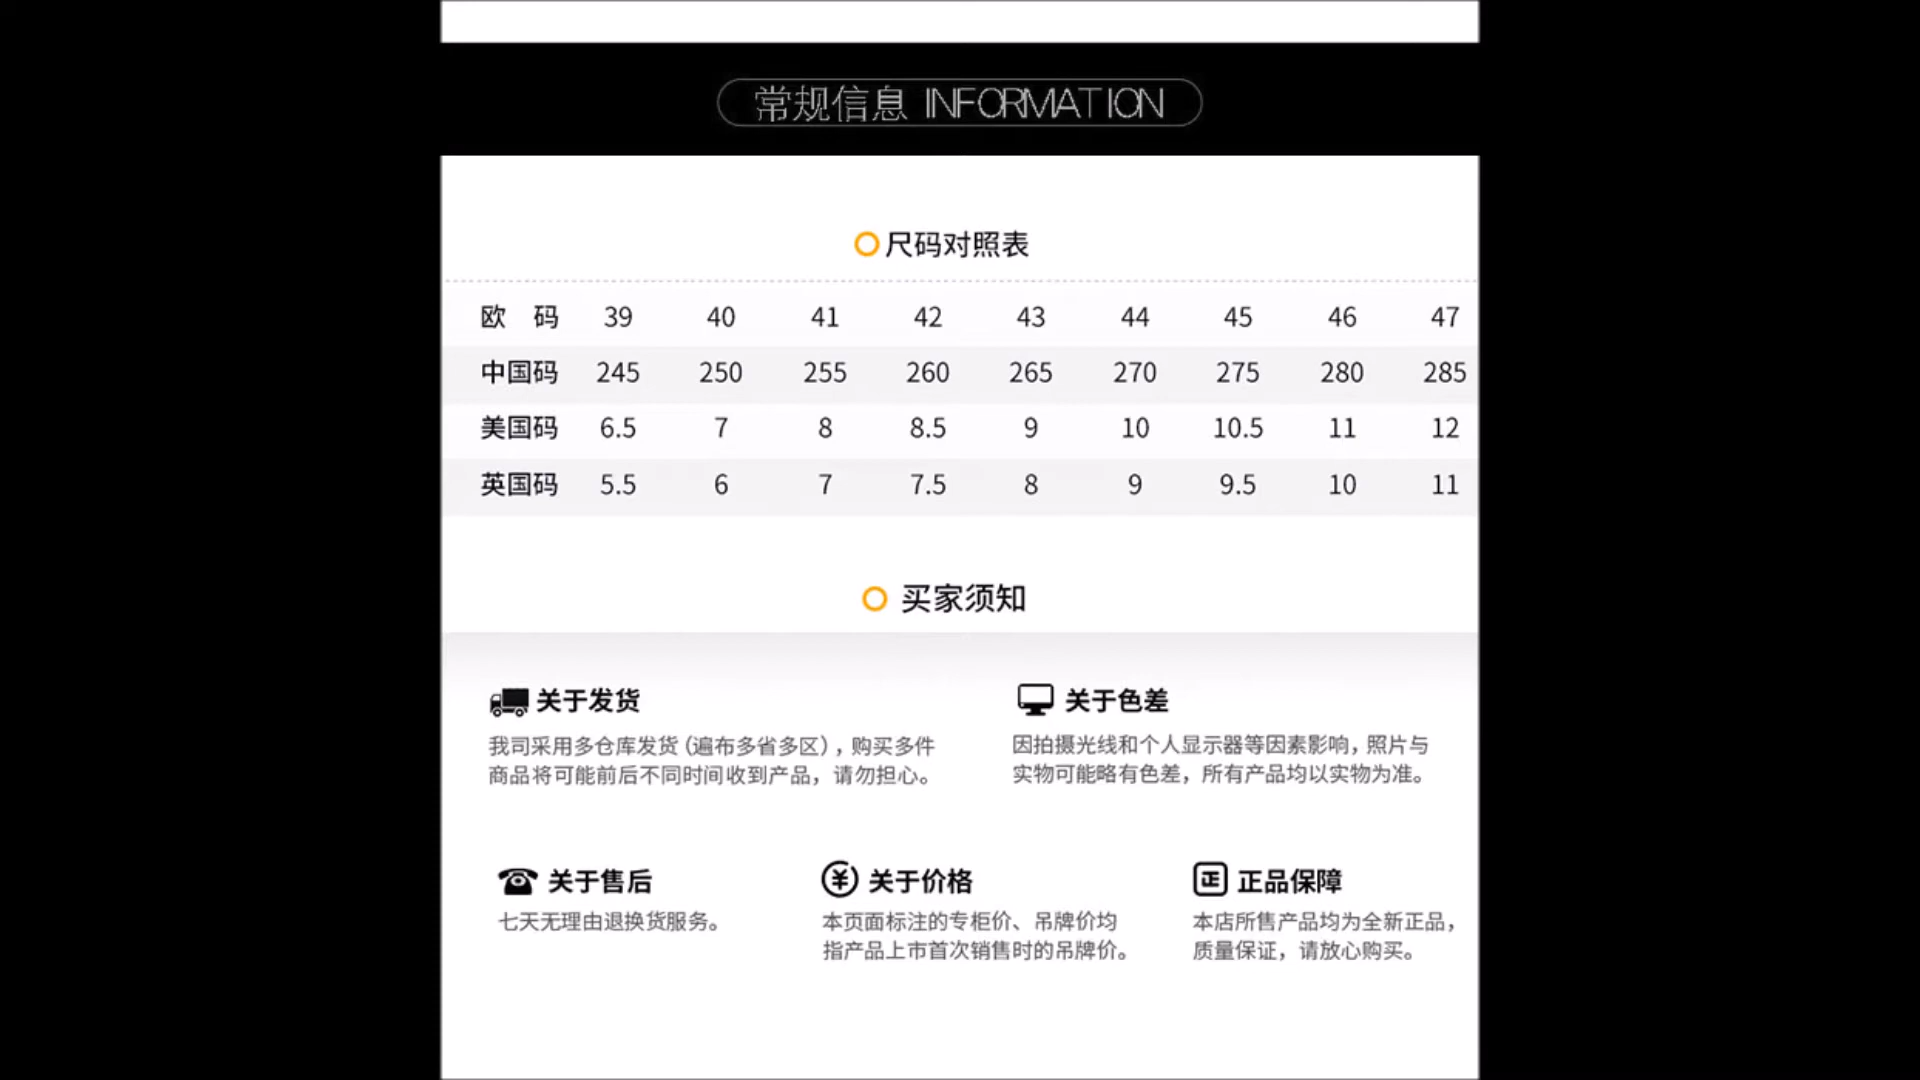 常规信息 INFORMATION
尺码对照表
欧 码 39 40 41 42 43 44 45 46 47
中国码 245 250 255 260 265 270 275 280 285
美国码 6.5 7 8 8.5 9 10 10.5 11 12
英国码 5.5 6 7 7.5 8 9 9.5 10 11
买家须知
关于发货
我司采用多仓库发货(遍布多省多区),购买多件
商品将可能前后不同时间收到产品，请勿担心。
关于色差
因拍摄光线和个人显示器等因素影响,照片与
实物可能略有色差，所有产品均以实物为准。
关于售后
七天无理由退换货服务。
¥ 关于价格
本页面标注的专柜价、吊牌价均
指产品上市首次销售时的吊牌价。
正 正品保障
本店所售产品均为全新正品，
质量保证，请放心购买。